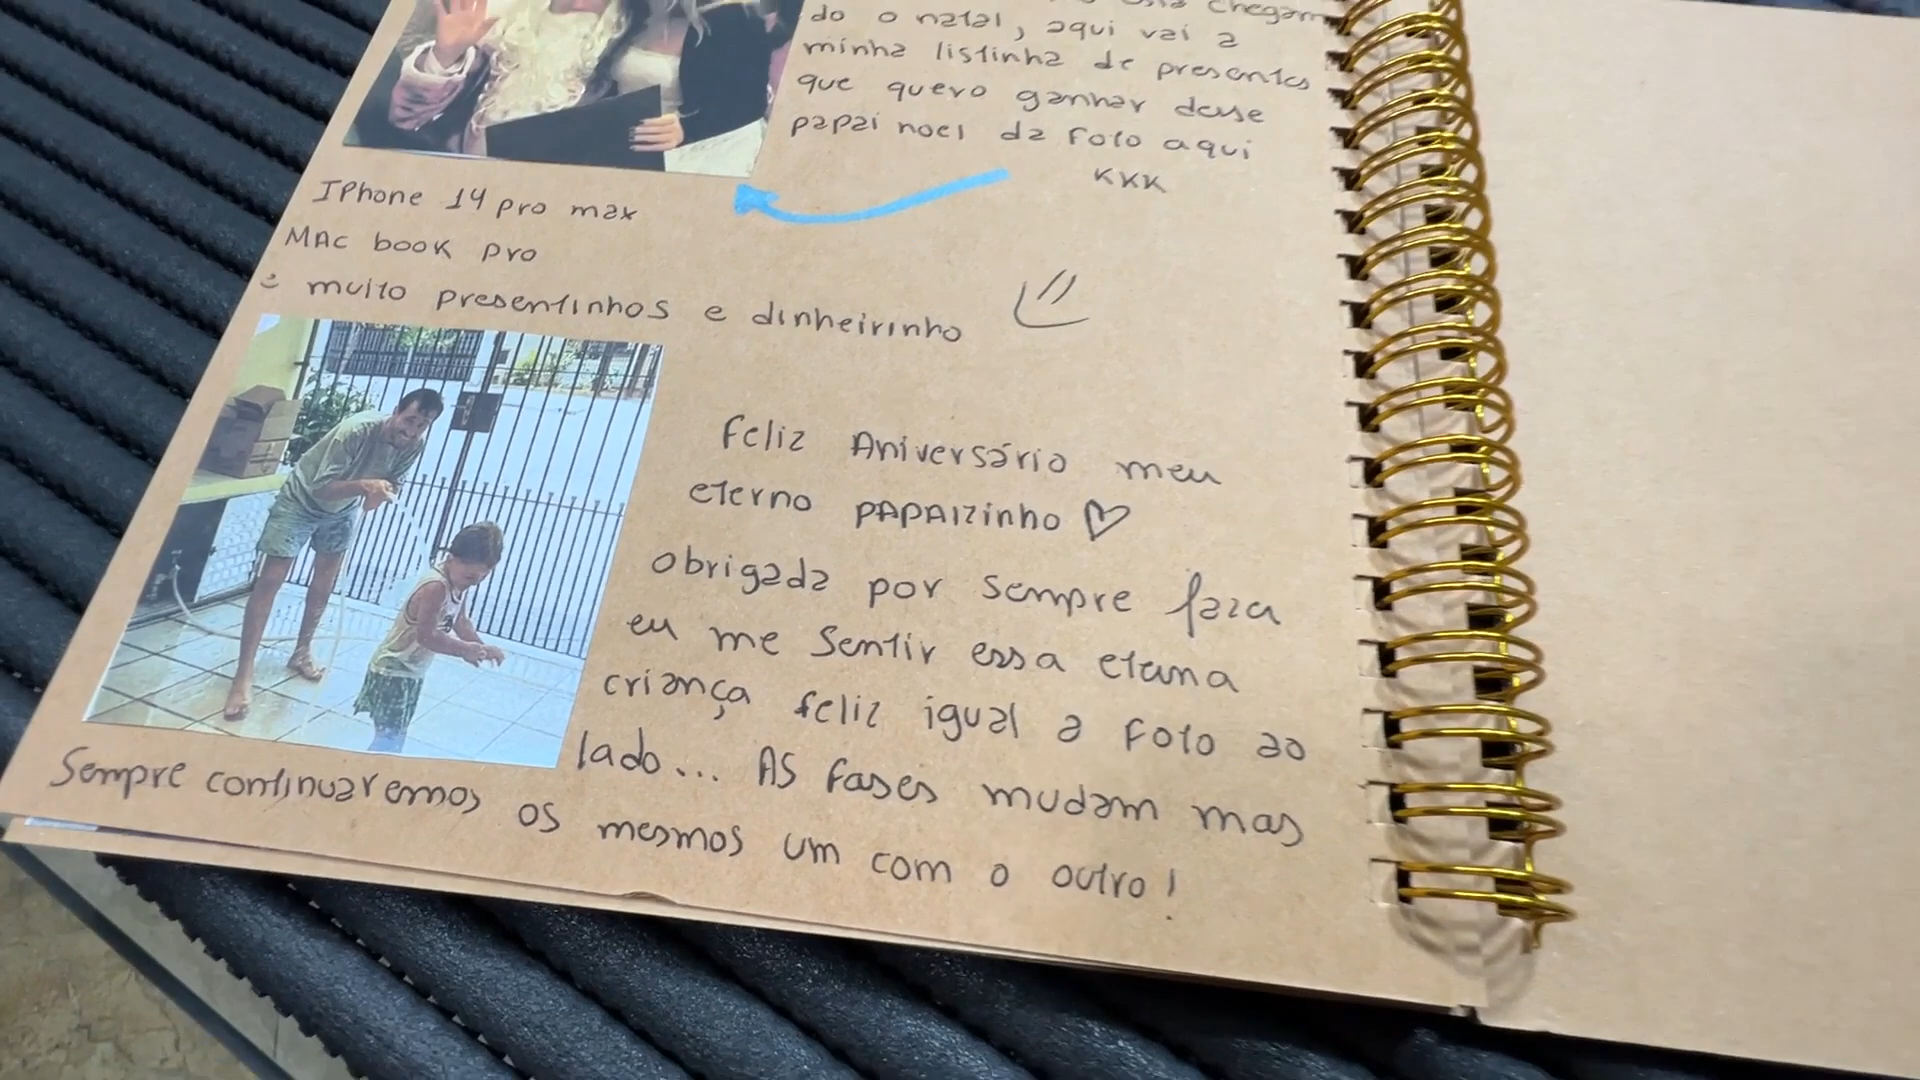 chegam
do o natal, aqui vai a
minha listinha de presentes
que quero ganhar desse
papai noel da foto aqui
KKK
IPhone 14 pro max
MAC book pro
e muito presentinhos e dinheirinho
Feliz Aniversário meu
eterno PAPAIzinho ♡
obrigada por sempre fazer
eu me sentir essa eterna
criança feliz igual a foto ao
lado... AS fases mudam mas
Sempre continuaremos os mesmos um com o outro!